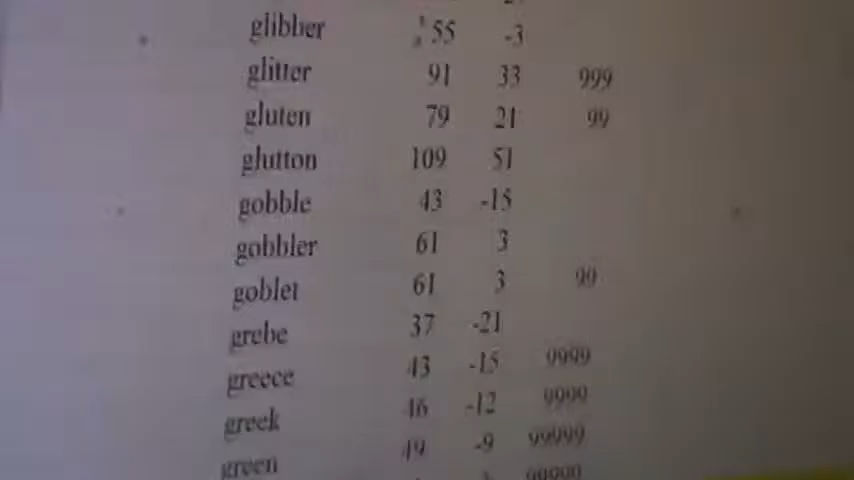 glibber 55 -3
glitter 91 33 999
gluten 79 21 99
glutton 109 51
gobble 43 -15
gobbler 61 3
goblet 61 3 99
grebe 37 -21
greece 43 -15 9999
greek 46 -12 9999
green 49 -9 99999